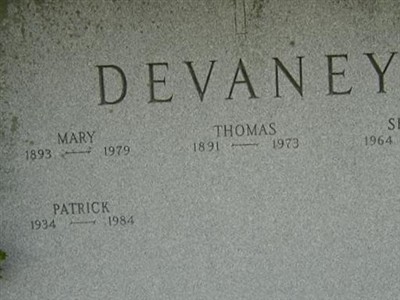 DEVANEY
MARY THOMAS
1893 1979 1891 1973 1964
PATRICK
1934 1984